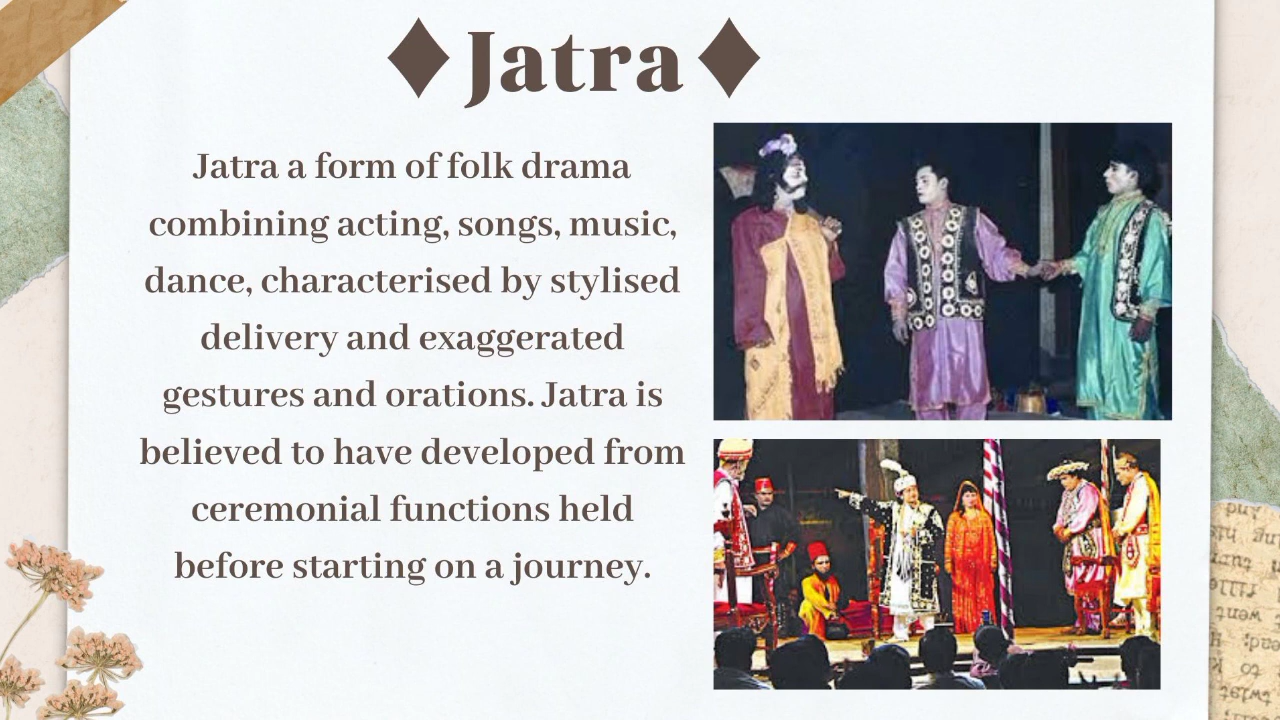 ♦Jatra♦
Jatra a form of folk drama
combining acting, songs, music,
dance, characterised by stylised
delivery and exaggerated
gestures and orations. Jatra is
believed to have developed from
ceremonial functions held
before starting on a journey.